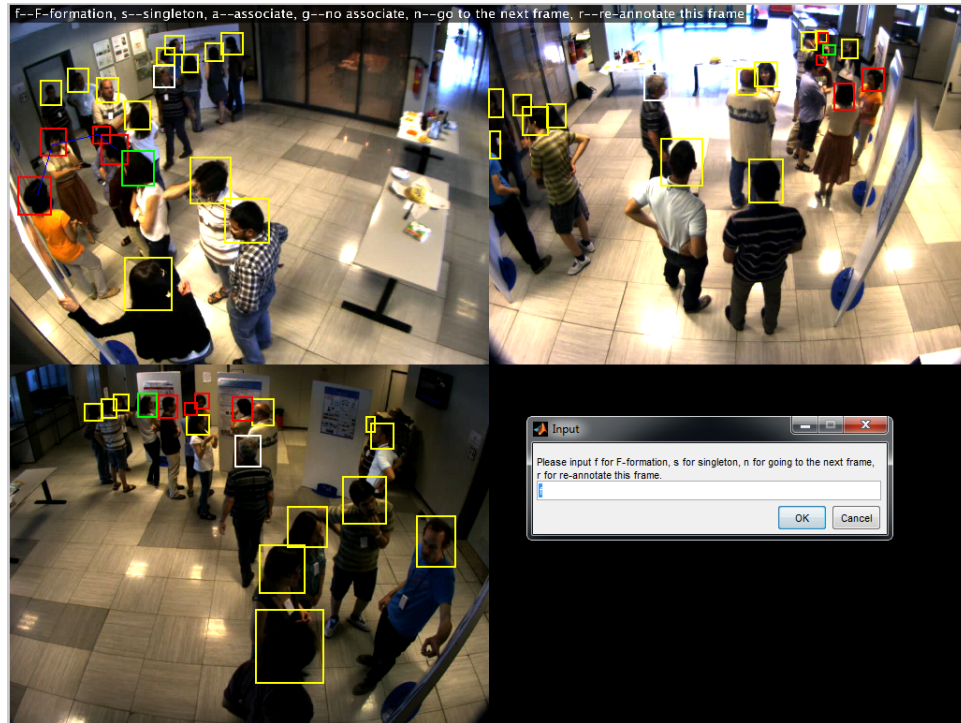 f--F-formation, s--singleton, a--associate, g--no associate, n--go to the next frame, r--re-annotate this frame
Input
Please input f for F-formation, s for singleton, n for going to the next frame,
r for re-annotate this frame.
OK
Cancel